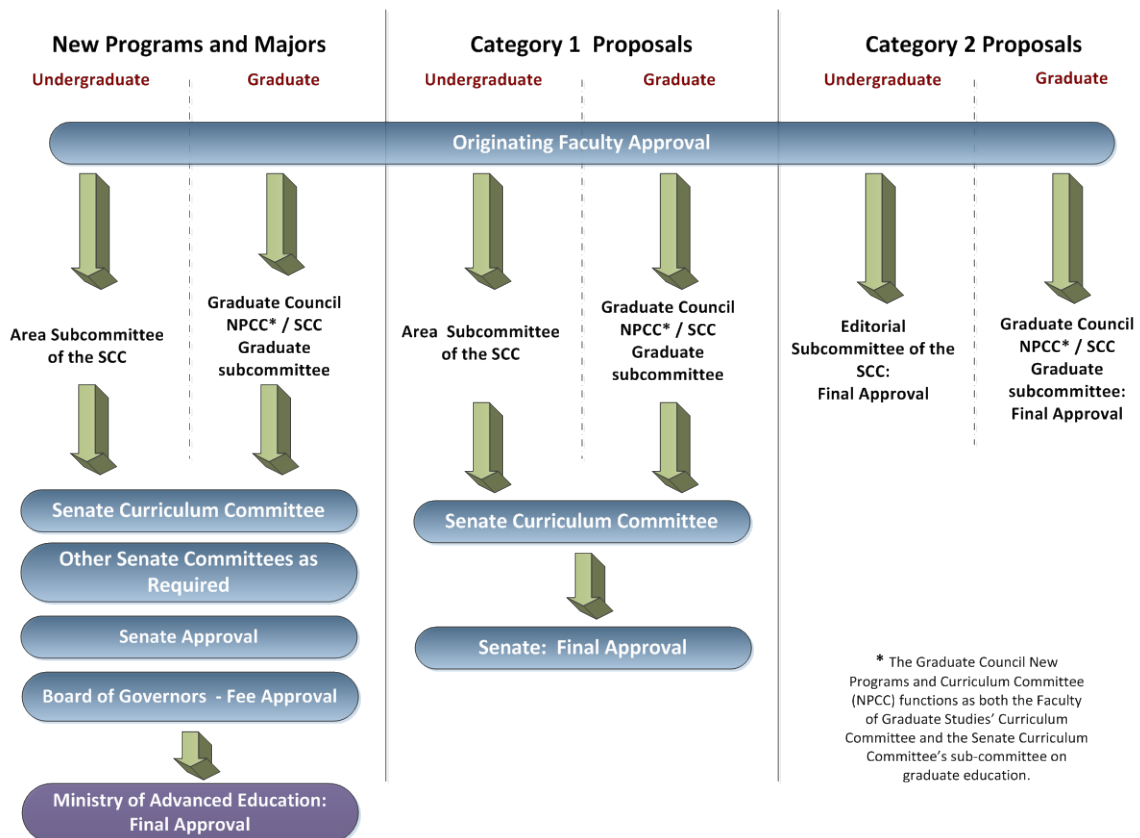 New Programs and Majors
Undergraduate
Graduate
Category 1  Proposals
Undergraduate
Graduate
Category 2 Proposals
Undergraduate
Graduate
Originating Faculty Approval
Area Subcommittee
of the SCC
Graduate Council
NPCC* / SCC
Graduate
subcommittee
Area  Subcommittee
of the SCC
Graduate Council
NPCC* / SCC
Graduate
subcommittee
Editorial
Subcommittee of the
SCC:
Final Approval
Graduate Council
NPCC* / SCC
Graduate
subcommittee:
Final Approval
Senate Curriculum Committee
Other Senate Committees as
Required
Senate Approval
Board of Governors  - Fee Approval
Ministry of Advanced Education:
Final Approval
Senate Curriculum Committee
Senate:  Final Approval
* The Graduate Council New
Programs and Curriculum Committee
(NPCC) functions as both the Faculty
of Graduate Studies’ Curriculum
Committee and the Senate Curriculum
Committee’s sub-committee on
graduate education.